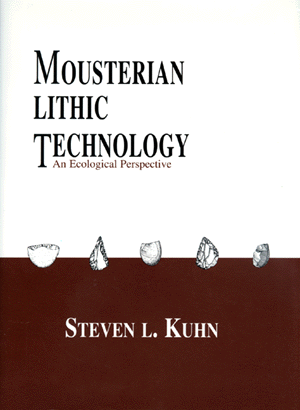 MOUSTERIAN
LITHIC
TECHNOLOGY
An Ecological Perspective
STEVEN L. KUHN